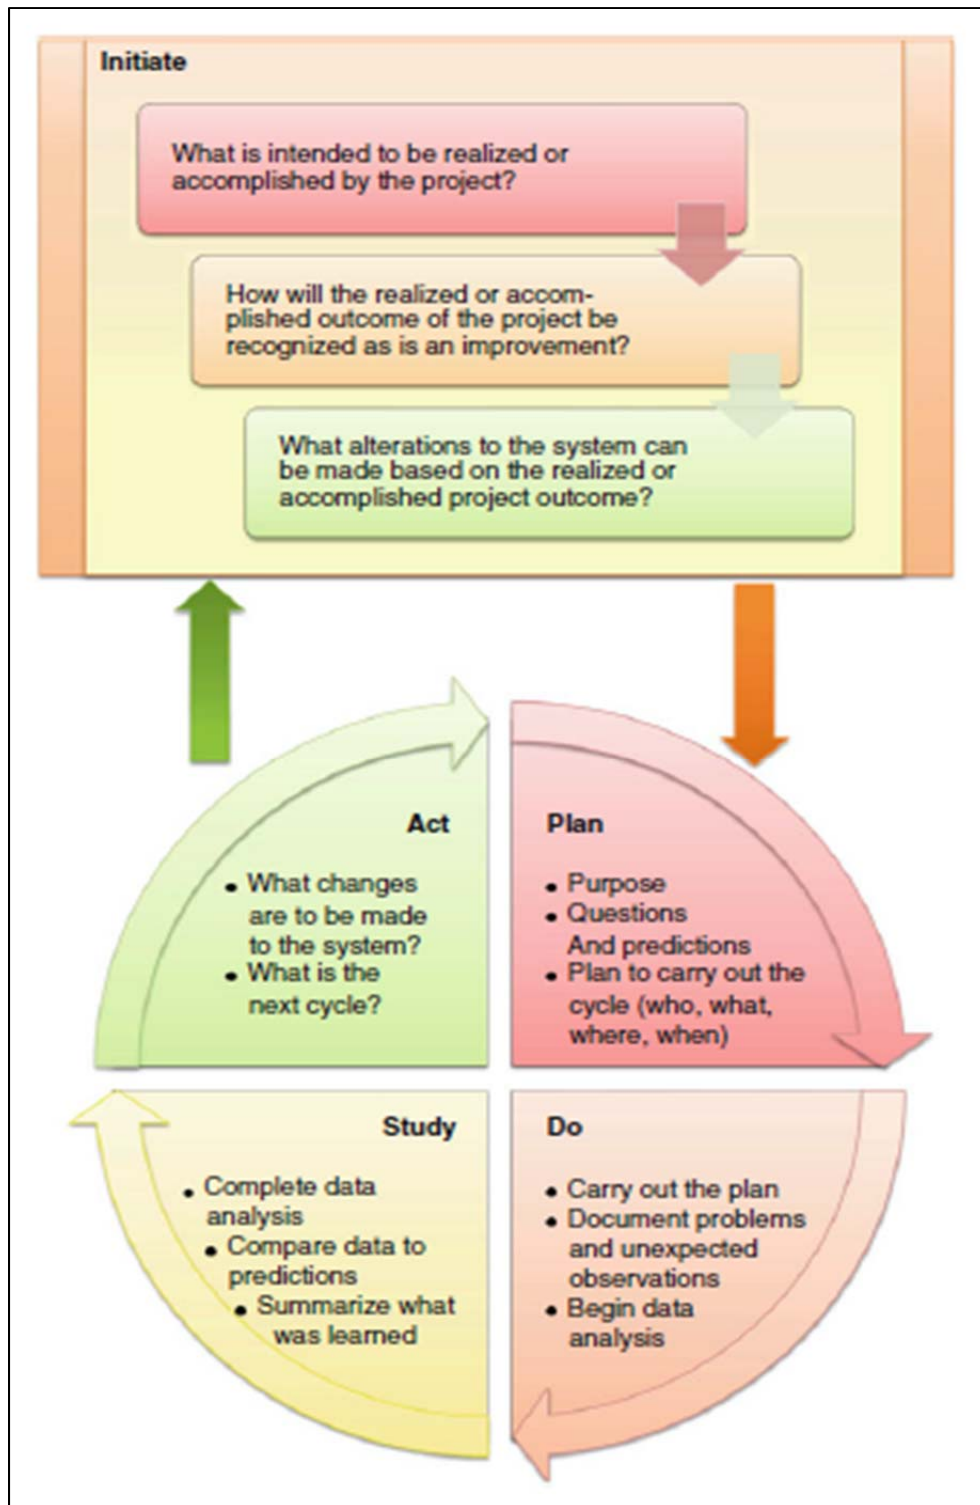 Initiate
What is intended to be realized or
accomplished by the project?
How will the realized or accom-
plished outcome of the project be
recognized as is an improvement?
What alterations to the system can
be made based on the realized or
accomplished project outcome?
Act
• What changes
are to be made
to the system?
• What is the
next cycle?
Plan
• Purpose
• Questions
And predictions
• Plan to carry out the
cycle (who, what,
where, when)
Study
• Complete data
analysis
• Compare data to
predictions
• Summarize what
was learned
Do
• Carry out the plan
• Document problems
and unexpected
observations
• Begin data
analysis